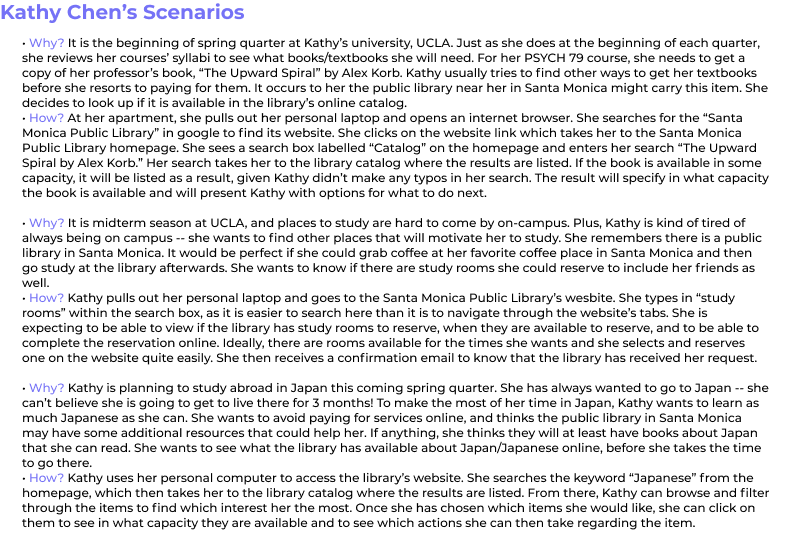 Kathy Chen's Scenarios
• Why? It is the beginning of spring quarter at Kathy's university, UCLA. Just as she does at the beginning of each quarter,
she reviews her courses' syllabi to see what books/textbooks she will need. For her PSYCH 79 course, she needs to get a
copy of her professor's book, “The Upward Spiral” by Alex Korb. Kathy usually tries to find other ways to get her textbooks
before she resorts to paying for them. It occurs to her the public library near her in Santa Monica might carry this item. She
decides to look up if it is available in the library's online catalog.
• How? At her apartment, she pulls out her personal laptop and opens an internet browser. She searches for the “Santa
Monica Public Library” in google to find its website. She clicks on the website link which takes her to the Santa Monica
Public Library homepage. She sees a search box labelled “Catalog” on the homepage and enters her search “The Upward
Spiral by Alex Korb.” Her search takes her to the library catalog where the results are listed. If the book is available in some
capacity, it will be listed as a result, given Kathy didn't make any typos in her search. The result will specify in what capacity
the book is available and will present Kathy with options for what to do next.
• Why? It is midterm season at UCLA, and places to study are hard to come by on-campus. Plus, Kathy is kind of tired of
always being on campus -- she wants to find other places that will motivate her to study. She remembers there is a public
library in Santa Monica. It would be perfect if she could grab coffee at her favorite coffee place in Santa Monica and then
go study at the library afterwards. She wants to know if there are study rooms she could reserve to include her friends as
well.
• How? Kathy pulls out her personal laptop and goes to the Santa Monica Public Library's wesbite. She types in “study
rooms” within the search box, as it is easier to search here than it is to navigate through the website's tabs. She is
expecting to be able to view if the library has study rooms to reserve, when they are available to reserve, and to be able to
complete the reservation online. Ideally, there are rooms available for the times she wants and she selects and reserves
one on the website quite easily. She then receives a confirmation email to know that the library has received her request.
• Why? Kathy is planning to study abroad in Japan this coming spring quarter. She has always wanted to go to Japan -- she
can't believe she is going to get to live there for 3 months! To make the most of her time in Japan, Kathy wants to learn as
much Japanese as she can. She wants to avoid paying for services online, and thinks the public library in Santa Monica
may have some additional resources that could help her. If anything, she thinks they will at least have books about Japan
that she can read. She wants to see what the library has available about Japan/Japanese online, before she takes the time
to go there.
• How? Kathy uses her personal computer to access the library's website. She searches the keyword “Japanese” from the
homepage, which then takes her to the library catalog where the results are listed. From there, Kathy can browse and filter
through the items to find which interest her the most. Once she has chosen which items she would like, she can click on
them to see in what capacity they are available and to see which actions she can then take regarding the item.